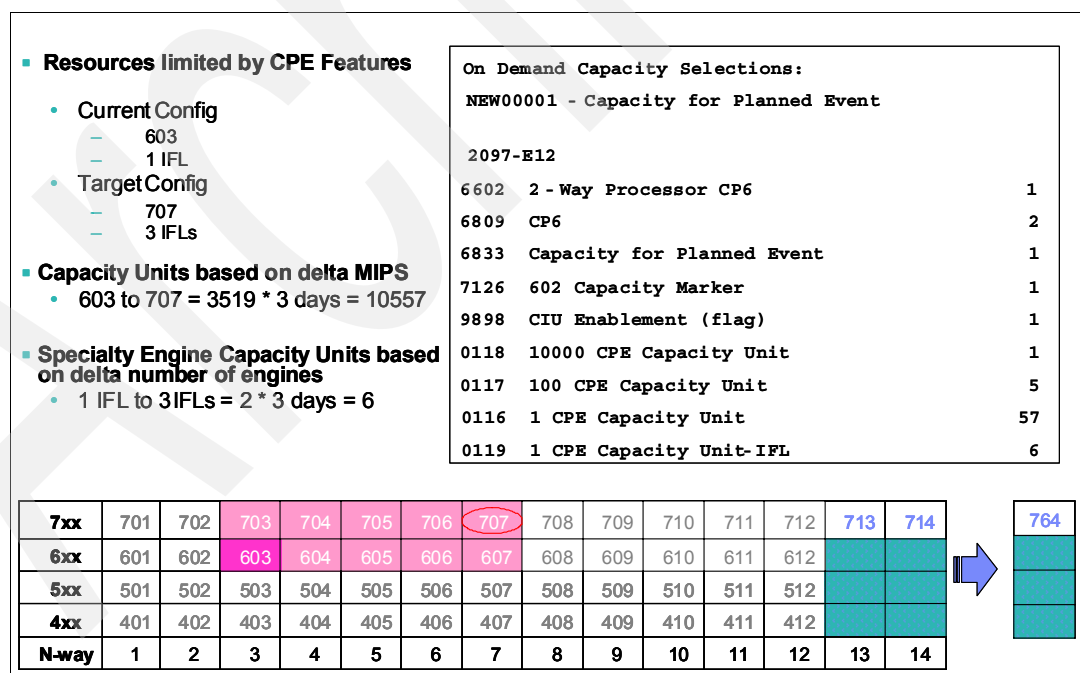 Resources limited by CPE Features
Current Config
– 603
– 1 IFL
Target Config
– 707
– 3 IFLs
Capacity Units based on delta MIPS
603 to 707 = 3519 * 3 days = 10557
Specialty Engine Capacity Units based
on delta number of engines
1 IFL to 3 IFLs = 2 * 3 days = 6
On Demand Capacity Selections:
NEW00001 - Capacity for Planned Event
2097-E12
6602 2 - Way Processor CP6 1
6809 CP6 2
6833 Capacity for Planned Event 1
7126 602 Capacity Marker 1
9898 CIU Enablement (flag) 1
0118 10000 CPE Capacity Unit 1
0117 100 CPE Capacity Unit 5
0116 1 CPE Capacity Unit 57
0119 1 CPE Capacity Unit-IFL 6
7xx 701 702 703 704 705 706 707 708 709 710 711 712 713 714 764
6xx 601 602 603 604 605 606 607 608 609 610 611 612
5xx 501 502 503 504 505 506 507 508 509 510 511 512
4xx 401 402 403 404 405 406 407 408 409 410 411 412
N-way 1 2 3 4 5 6 7 8 9 10 11 12 13 14